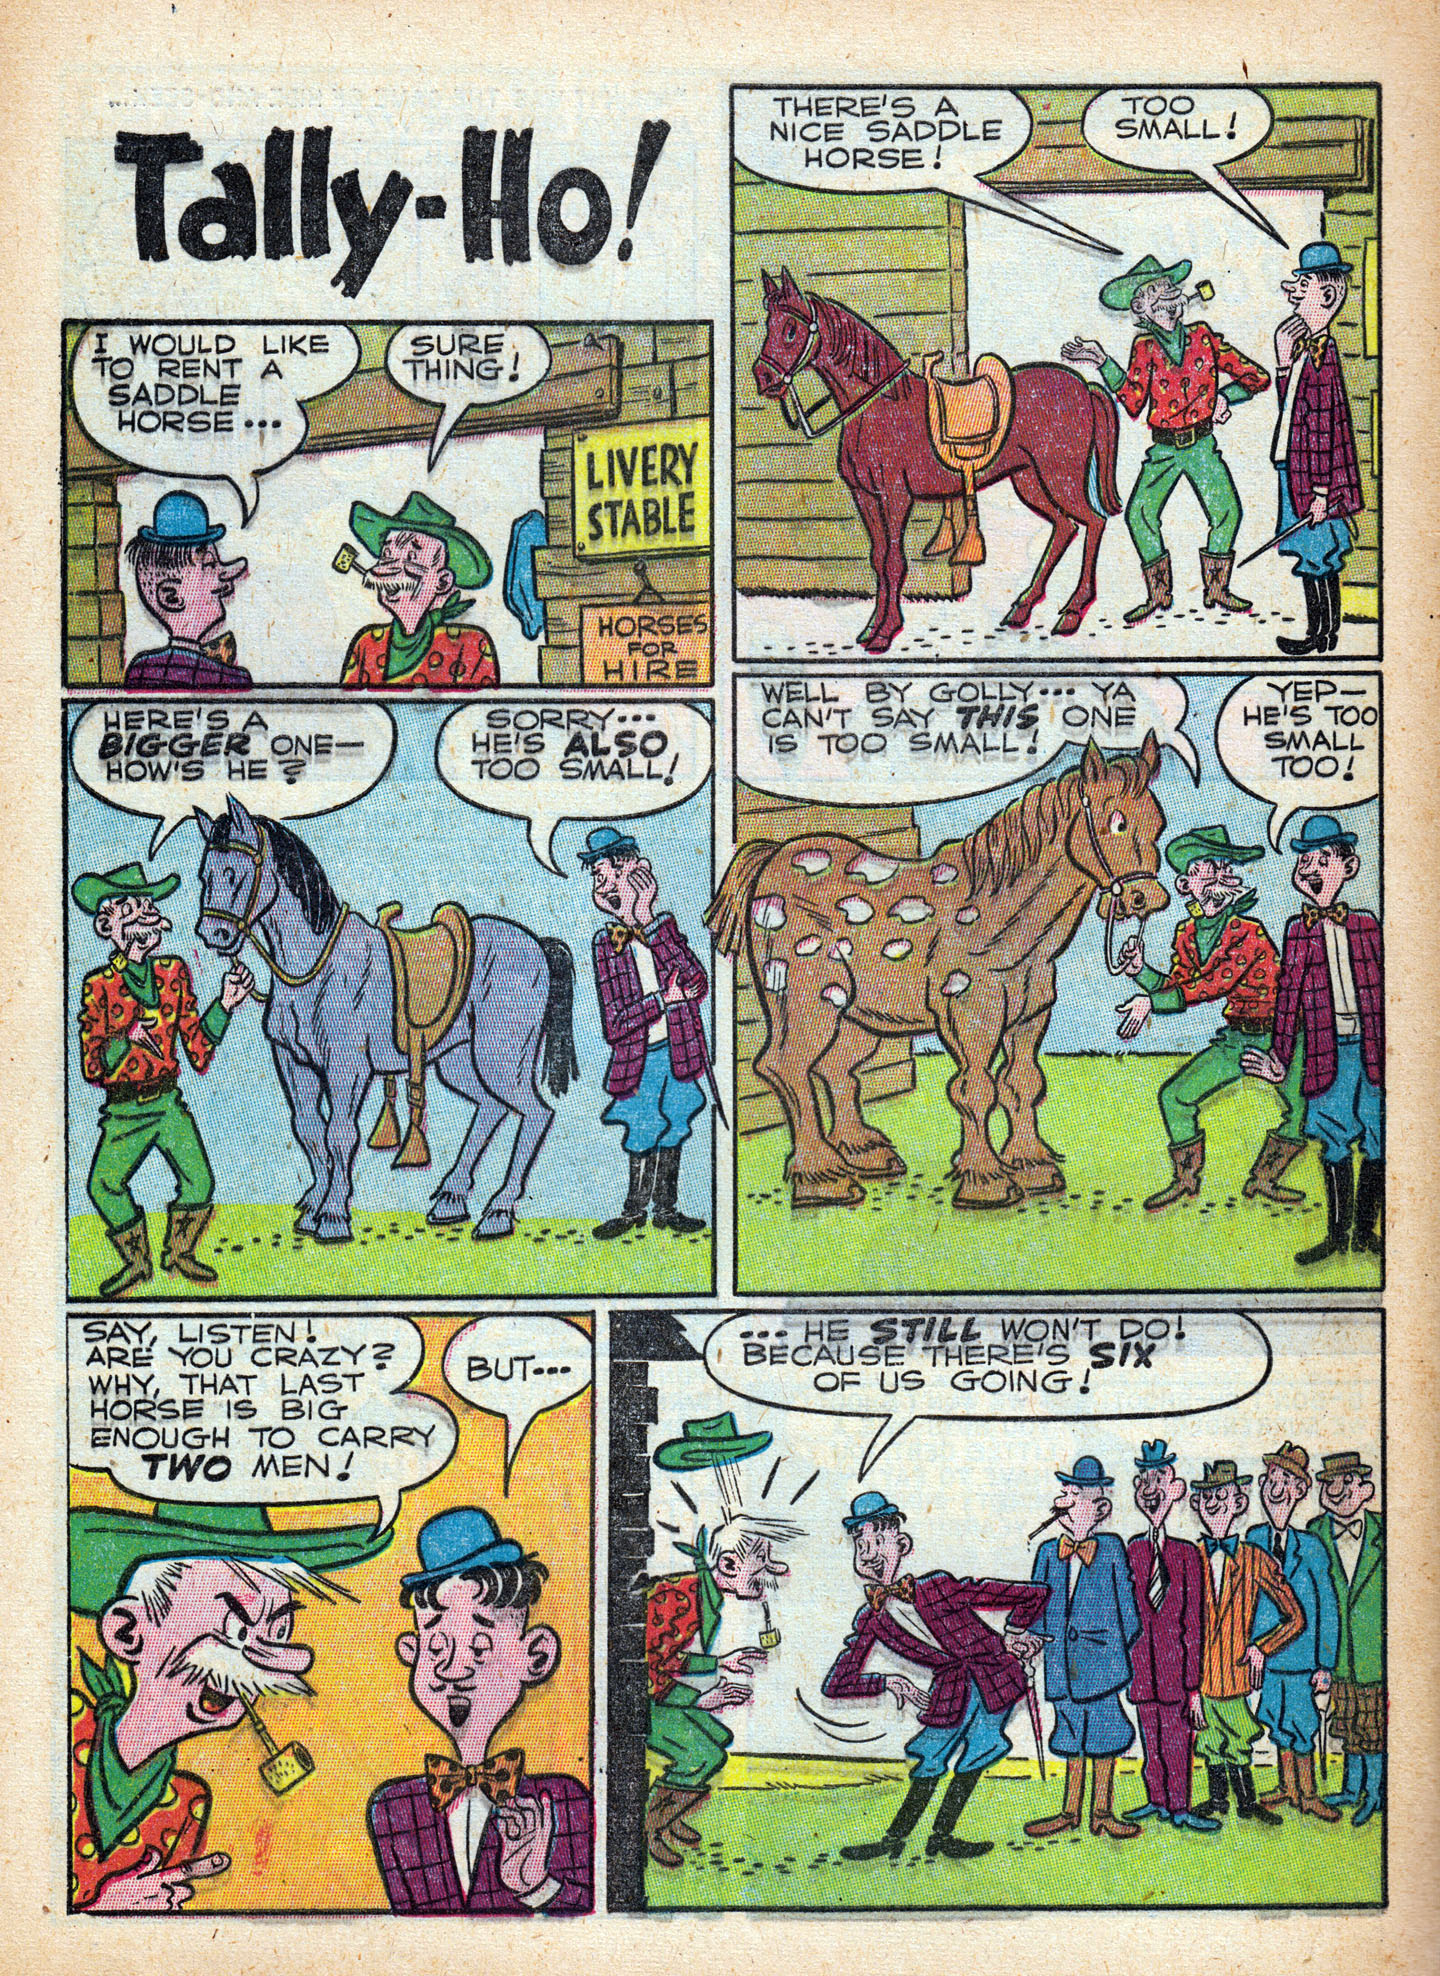 Tally-Ho!
I WOULD LIKE
TO RENT A
SADDLE
HORSE...
SURE
THING!
LIVERY
STABLE
HORSES
FOR
HIRE
THERE'S A
NICE SADDLE
HORSE!
TOO
SMALL!
HERE'S A
BIGGER ONE—
HOW'S HE?
SORRY...
HE'S ALSO
TOO SMALL!
WELL BY GOLLY... YA
CAN'T SAY THIS ONE
IS TOO SMALL!
YEP—
HE'S TOO
SMALL
TOO!
SAY, LISTEN!
ARE YOU CRAZY?
WHY, THAT LAST
HORSE IS BIG
ENOUGH TO CARRY
TWO MEN!
BUT...
... HE STILL WON'T DO!
BECAUSE THERE'S SIX
OF US GOING!